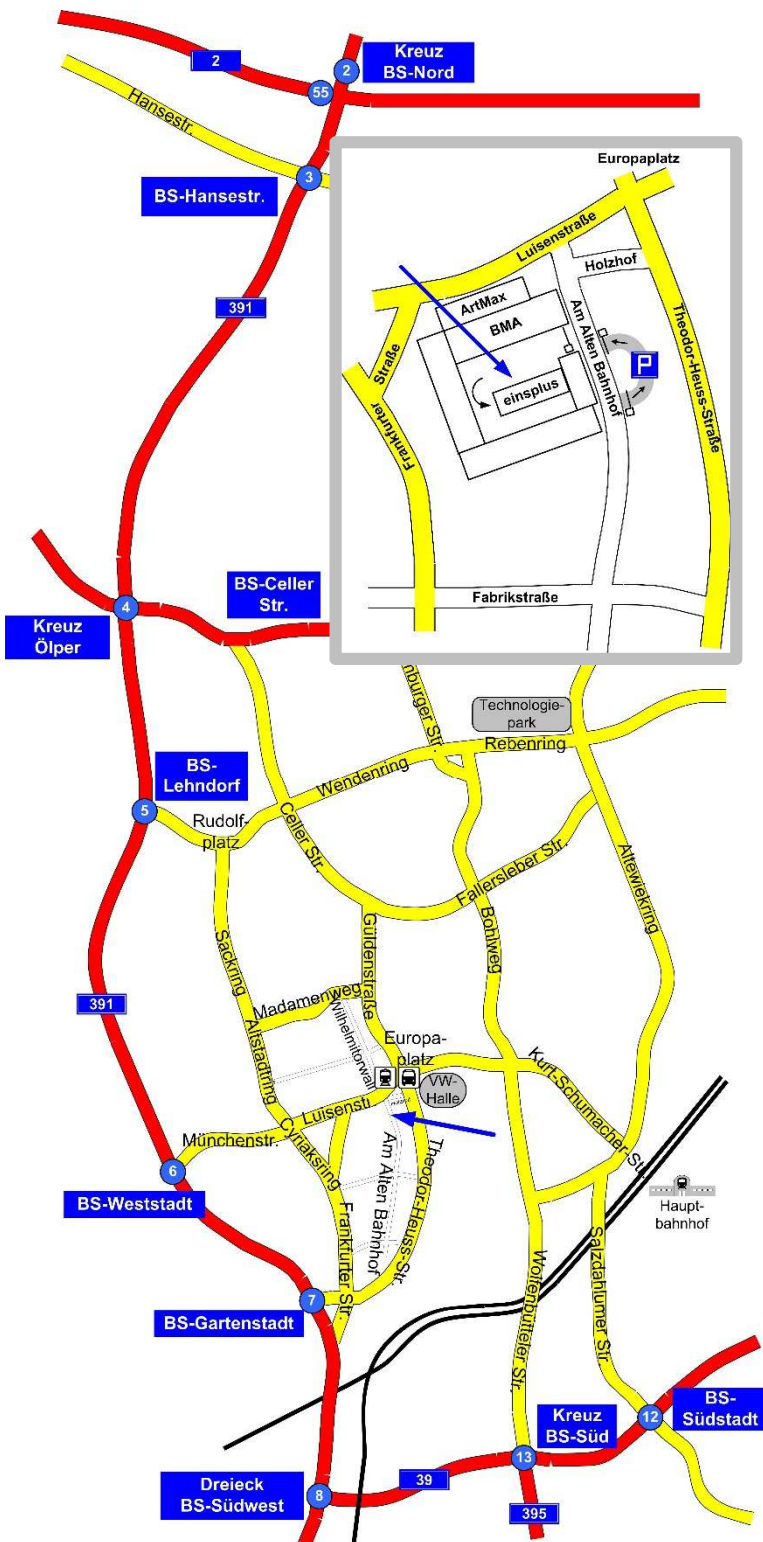 2
2
Kreuz
BS-Nord
55
Hansestr.
3
BS-Hansestr.
391
Europaplatz
Luisenstraße
Holzhof
ArtMax
BMA
Am Alten Bahnhof
P
Theodor-Heuss-Straße
Frankfurter
Straße
einsplus
Fabrikstraße
BS-Celler
Str.
4
Kreuz
Ölper
nburger Str.
Technologie-
park
Rebenring
Wendenring
BS-
Lehndorf
5
Rudolf-
platz
Celler Str.
Fallersleber Str.
Altewiekring
Bohlweg
Sackring
Güldenstraße
391
Madamenweg
Wilhelmitorwall
Altstadtring
Europa-
platz
VW-
Halle
Kurt-Schumacher-Str.
Luisenstr
Münchenstr.
Cyriaksring
6
BS-Weststadt
Am Alten Bahnhof
Theodor-Heuss-Str.
Haupt-
bahnhof
Frankfurter Str.
Wolfenbütteler Str.
Salzdahlumer Str.
7
BS-Gartenstadt
BS-
Südstadt
12
Kreuz
BS-Süd
13
Dreieck
BS-Südwest
8
39
395